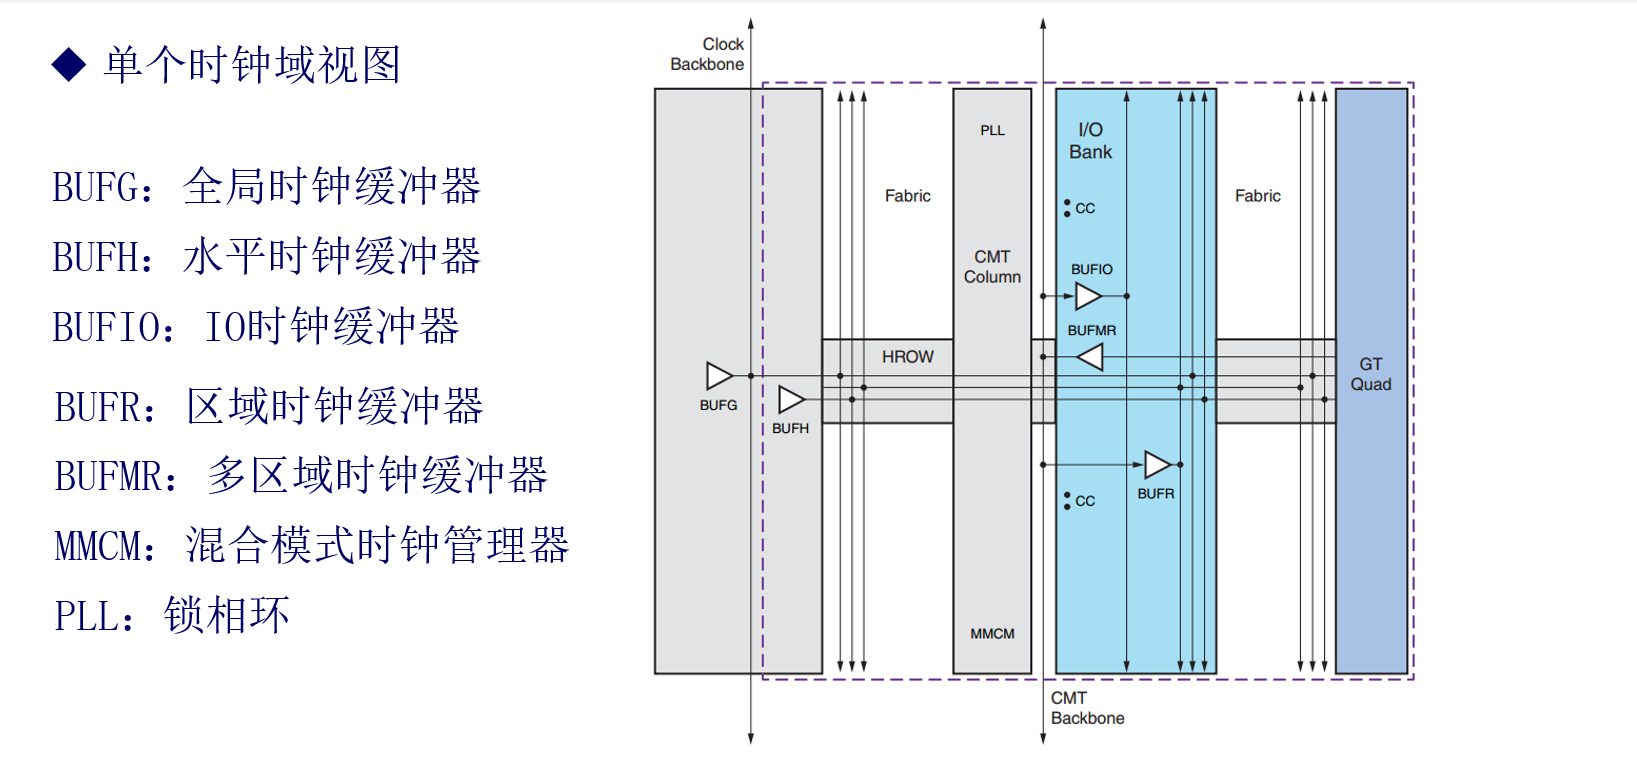 ◆ 单个时钟域视图
BUFG：全局时钟缓冲器
BUFH：水平时钟缓冲器
BUFIO：IO时钟缓冲器
BUFR：区域时钟缓冲器
BUFMR：多区域时钟缓冲器
MMCM：混合模式时钟管理器
PLL：锁相环
Clock
Backbone
PLL
I/O
Bank
Fabric
Fabric
CC
CMT
Column
BUFIO
BUFMR
HROW
GT
Quad
BUFG
BUFH
BUFR
CC
MMCM
CMT
Backbone